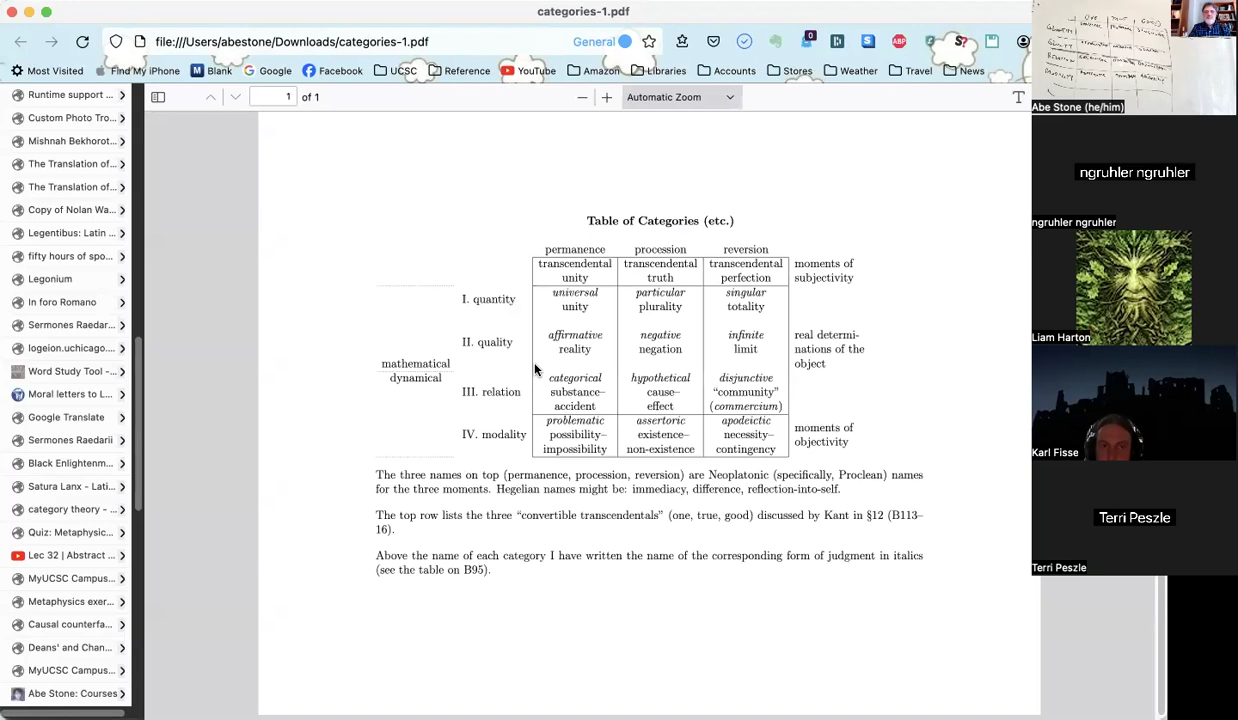 categories-1.pdf
file:///Users/abestone/Downloads/categories-1.pdf
General
0
S?
ABP
Most Visited
Find My iPhone
Blank
Google
Facebook
UCSC
Reference
YouTube
Amazon
Libraries
Accounts
Stores
Weather
Travel
News
1 of 1
Automatic Zoom
Runtime support ...
Custom Photo Tro...
Mishnah Bekhorot...
The Translation of...
The Translation of...
Copy of Nolan Wa...
Legentibus: Latin ...
fifty hours of spo...
Legonium
In foro Romano
Sermones Raedar...
logeion.uchicago....
Word Study Tool -...
Moral letters to L...
Google Translate
Sermones Raedarii
Black Enlightenm...
Satura Lanx - Lati...
category theory - ...
Quiz: Metaphysic...
Lec 32 | Abstract ...
MyUCSC Campus...
Metaphysics exer...
Causal counterfa...
Deans' and Chan...
MyUCSC Campus...
Abe Stone: Courses
Table of Categories (etc.)
permanence procession reversion
transcendental transcendental transcendental moments of
unity truth perfection subjectivity
I. quantity universal particular singular
unity plurality totality
II. quality affirmative negative infinite real determi-
reality negation limit nations of the
object
mathematical
dynamical
III. relation categorical hypothetical disjunctive
substance– cause– “community”
accident effect (commercium)
IV. modality problematic assertoric apodeictic moments of
possibility– existence– necessity– objectivity
impossibility non-existence contingency
The three names on top (permanence, procession, reversion) are Neoplatonic (specifically, Proclean) names
for the three moments. Hegelian names might be: immediacy, difference, reflection-into-self.
The top row lists the three “convertible transcendentals” (one, true, good) discussed by Kant in §12 (B113–
16).
Above the name of each category I have written the name of the corresponding form of judgment in italics
(see the table on B95).
Abe Stone (he/him)
ngruhler ngruhler
ngruhler ngruhler
Liam Harton
Karl Fisse
Terri Peszle
Terri Peszle